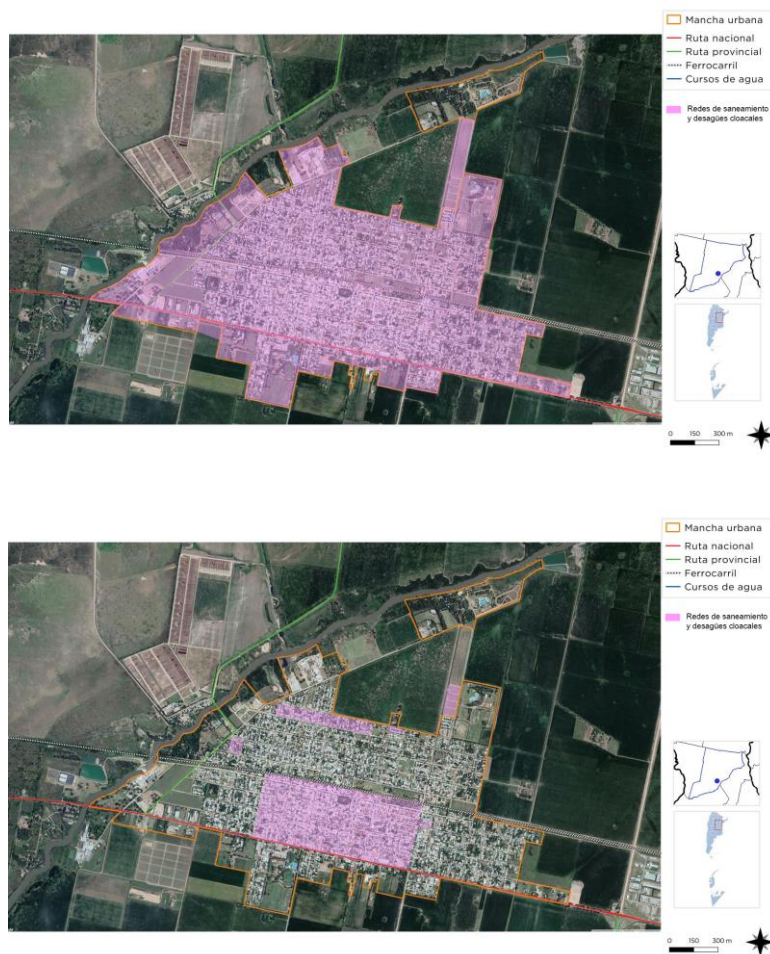 Mancha urbana
Ruta nacional
Ruta provincial
Ferrocarril
Cursos de agua
Redes de saneamiento
y desagües cloacales
0 150 300 m
Mancha urbana
Ruta nacional
Ruta provincial
Ferrocarril
Cursos de agua
Redes de saneamiento
y desagües cloacales
0 150 300 m